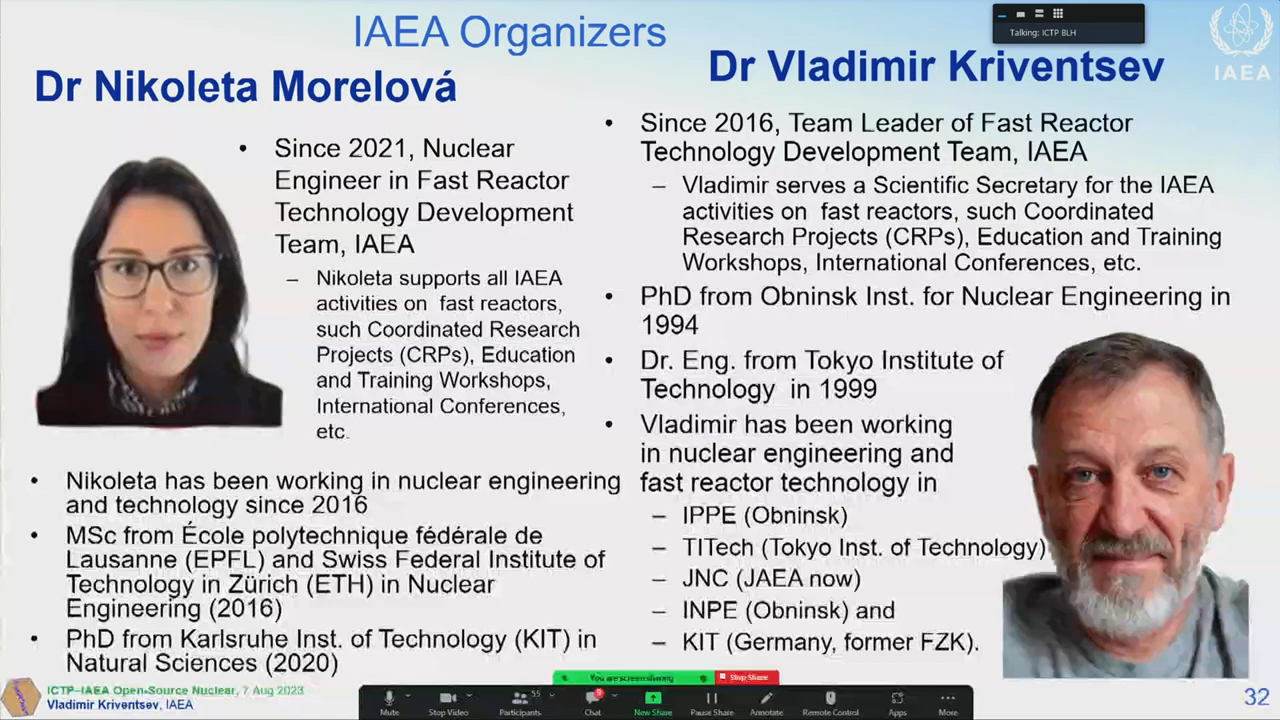 IAEA Organizers
Talking: ICTP BLH
IAEA
Dr Nikoleta Morelová
• Since 2021, Nuclear
Engineer in Fast Reactor
Technology Development
Team, IAEA
– Nikoleta supports all IAEA
activities on fast reactors,
such Coordinated Research
Projects (CRPs), Education
and Training Workshops,
International Conferences,
etc.
• Nikoleta has been working in nuclear engineering
and technology since 2016
• MSc from École polytechnique fédérale de
Lausanne (EPFL) and Swiss Federal Institute of
Technology in Zürich (ETH) in Nuclear
Engineering (2016)
• PhD from Karlsruhe Inst. of Technology (KIT) in
Natural Sciences (2020)
Dr Vladimir Kriventsev
• Since 2016, Team Leader of Fast Reactor
Technology Development Team, IAEA
– Vladimir serves a Scientific Secretary for the IAEA
activities on fast reactors, such Coordinated
Research Projects (CRPs), Education and Training
Workshops, International Conferences, etc.
• PhD from Obninsk Inst. for Nuclear Engineering in
1994
• Dr. Eng. from Tokyo Institute of
Technology in 1999
• Vladimir has been working
in nuclear engineering and
fast reactor technology in
– IPPE (Obninsk)
– TITech (Tokyo Inst. of Technology)
– JNC (JAEA now)
– INPE (Obninsk) and
– KIT (Germany, former FZK).
ICTP-IAEA Open-Source Nuclear, 7 Aug 2023
Vladimir Kriventsev, IAEA
You are screen sharing
Stop Share
55
9
Mute
Stop Video
Participants
Chat
New Share
Pause Share
Annotate
Remote Control
Apps
More
32